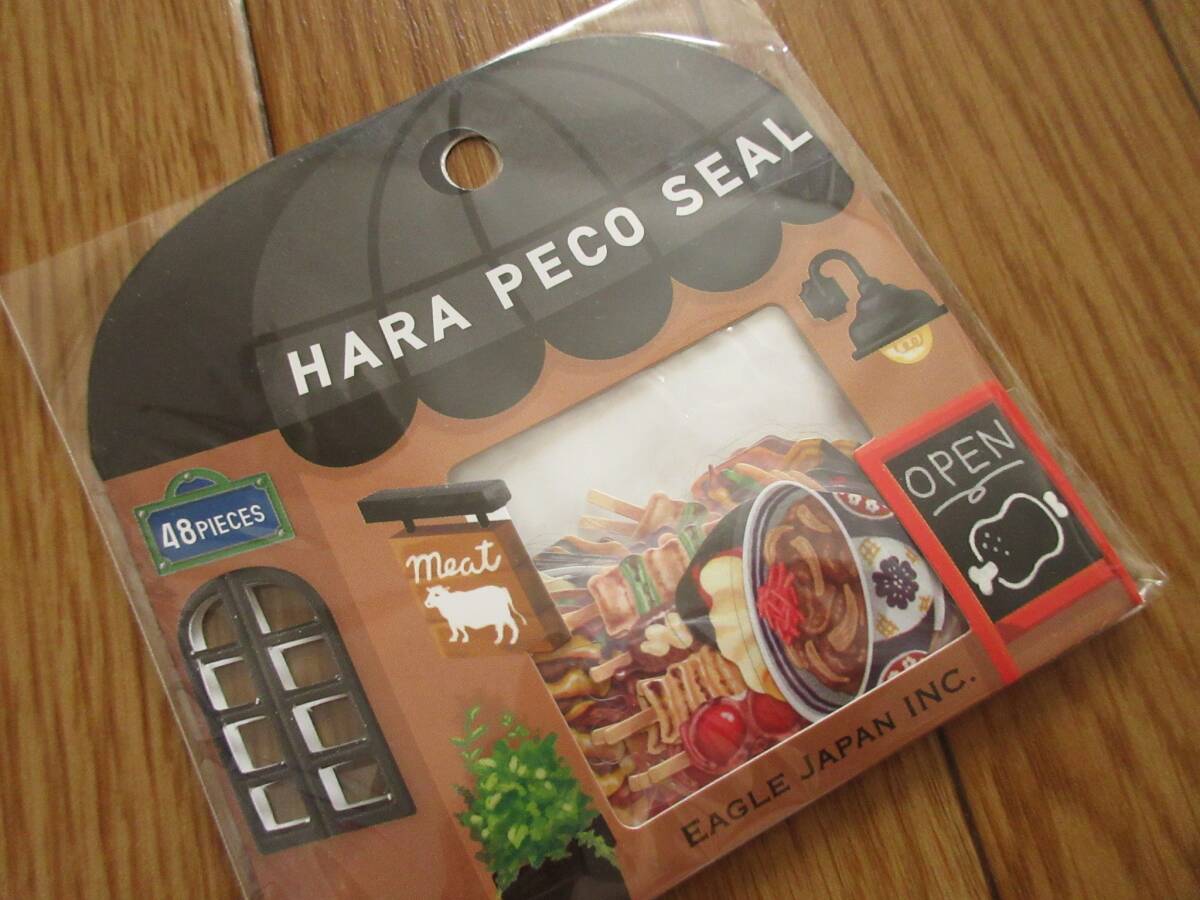 HARA PECO SEAL
48PIECES
Meat
OPEN
EAGLE JAPAN INC.